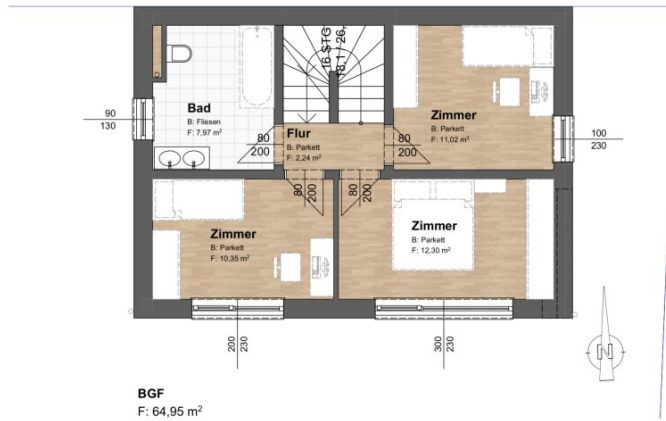 16 STG
18,1 / 26,
Bad
B: Fliesen
F: 7,97 m²
90
130
80
200
Flur
B: Parkett
F: 2,24 m²
80
200
Zimmer
B: Parkett
F: 11,02 m²
100
230
80
200
80
200
Zimmer
B: Parkett
F: 10,35 m²
Zimmer
B: Parkett
F: 12,30 m²
200
230
300
230
N
BGF
F: 64,95 m²